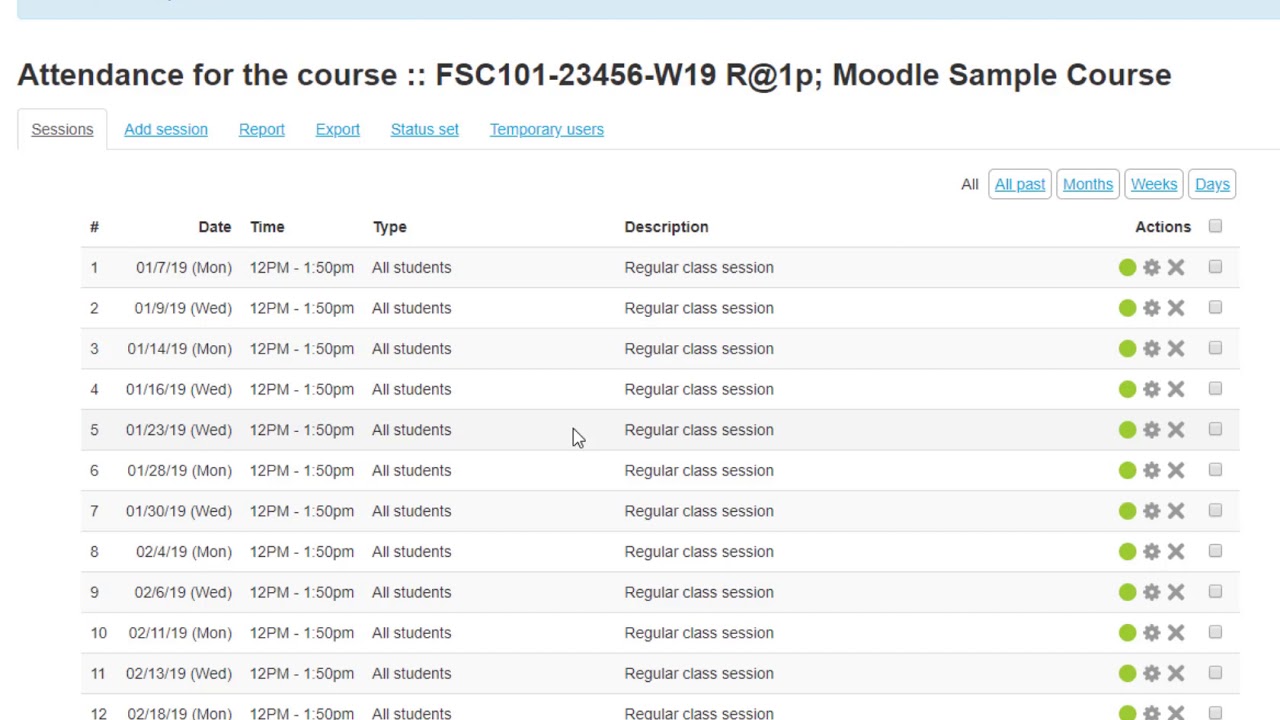 Attendance for the course :: FSC101-23456-W19 R@1p; Moodle Sample Course
Sessions Add session Report Export Status set Temporary users
All All past Months Weeks Days
# Date Time Type Description Actions
1 01/7/19 (Mon) 12PM - 1:50pm All students Regular class session
2 01/9/19 (Wed) 12PM - 1:50pm All students Regular class session
3 01/14/19 (Mon) 12PM - 1:50pm All students Regular class session
4 01/16/19 (Wed) 12PM - 1:50pm All students Regular class session
5 01/23/19 (Wed) 12PM - 1:50pm All students Regular class session
6 01/28/19 (Mon) 12PM - 1:50pm All students Regular class session
7 01/30/19 (Wed) 12PM - 1:50pm All students Regular class session
8 02/4/19 (Mon) 12PM - 1:50pm All students Regular class session
9 02/6/19 (Wed) 12PM - 1:50pm All students Regular class session
10 02/11/19 (Mon) 12PM - 1:50pm All students Regular class session
11 02/13/19 (Wed) 12PM - 1:50pm All students Regular class session
12 02/18/19 (Mon) 12PM - 1:50pm All students Regular class session